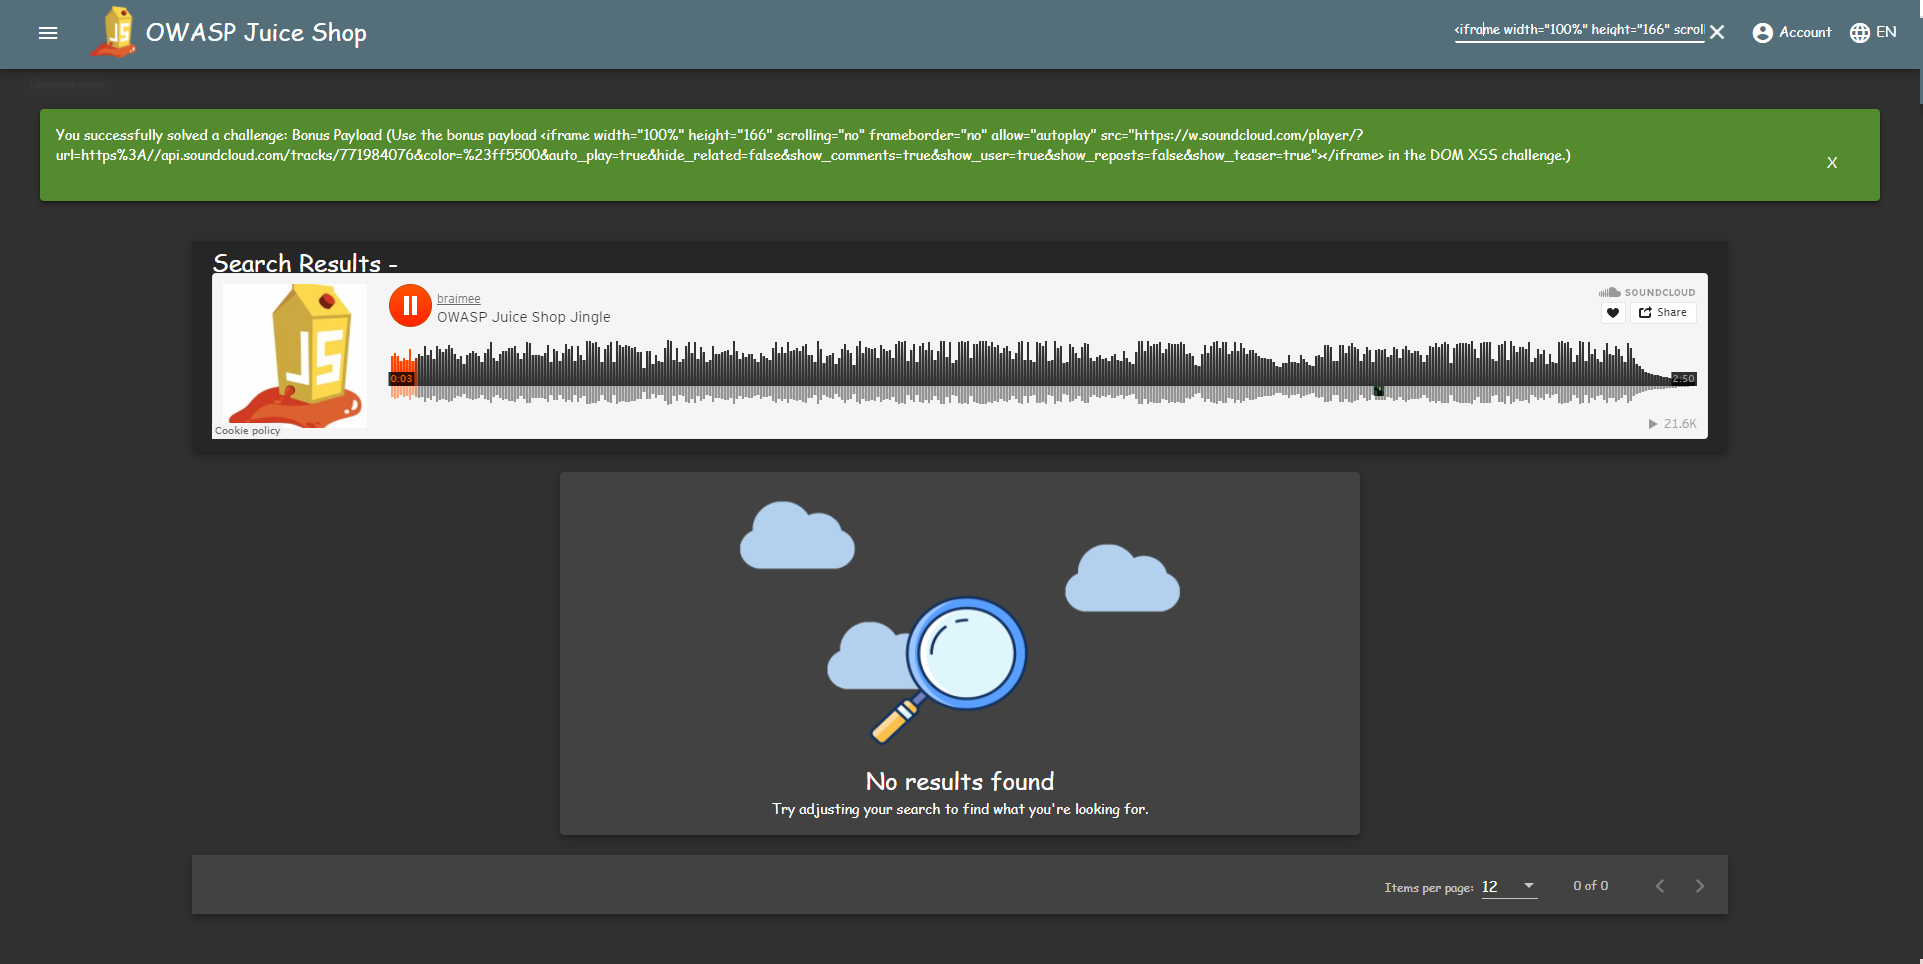 OWASP Juice Shop
<iframe width="100%" height="166" scroll
Account
EN
You successfully solved a challenge: Bonus Payload (Use the bonus payload <iframe width="100%" height="166" scrolling="no" frameborder="no" allow="autoplay" src="https://w.soundcloud.com/player/?
url=https%3A//api.soundcloud.com/tracks/771984076&color=%23ff5500&auto_play=true&hide_related=false&show_comments=true&show_user=true&show_reposts=false&show_teaser=true"></iframe> in the DOM XSS challenge.)
X
Search Results -
JS
braimee
OWASP Juice Shop Jingle
SOUNDCLOUD
Share
0:03
2:50
Cookie policy
21.6K
No results found
Try adjusting your search to find what you're looking for.
Items per page: 12
0 of 0